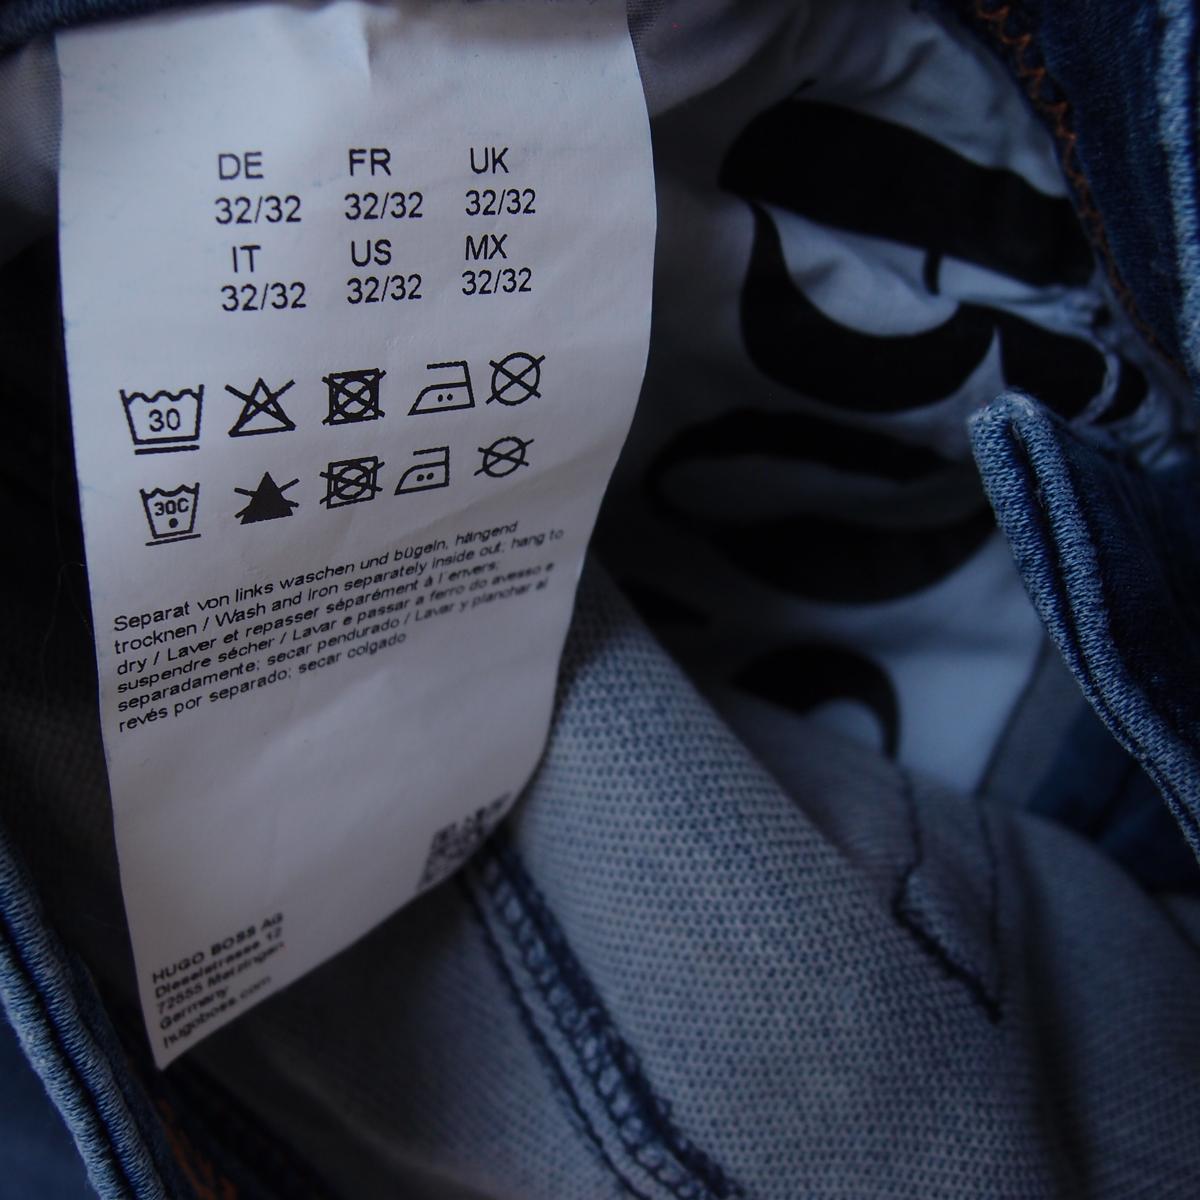 DE FR UK
32/32 32/32 32/32
IT US MX
32/32 32/32 32/32
30
30C
Separat von links waschen und bügeln, hängend
trocknen / Wash and iron separately inside out; hang to
dry / Laver et repasser séparément à l'envers;
suspendre sécher / Lavar e passar a ferro do avesso e
separadamente; secar pendurado / Lavar y planchar al
revés por separado; secar colgado
HUGO BOSS AG
Dieselstrasse 12
72555 Metzingen
Germany
hugoboss.com